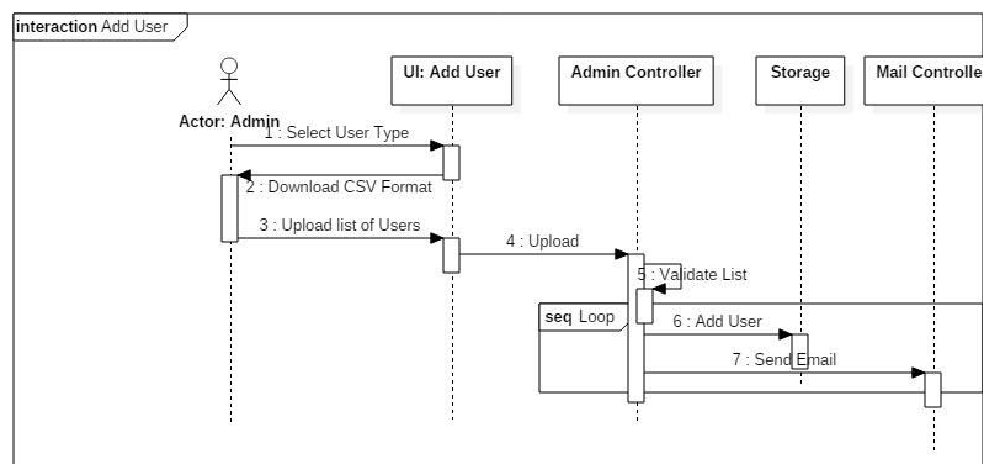 interaction Add User
UI: Add User
Admin Controller
Storage
Mail Controlle
Actor: Admin
1 : Select User Type
2 : Download CSV Format
3 : Upload list of Users
4 : Upload
5 : Validate List
seq Loop
6 : Add User
7 : Send Email